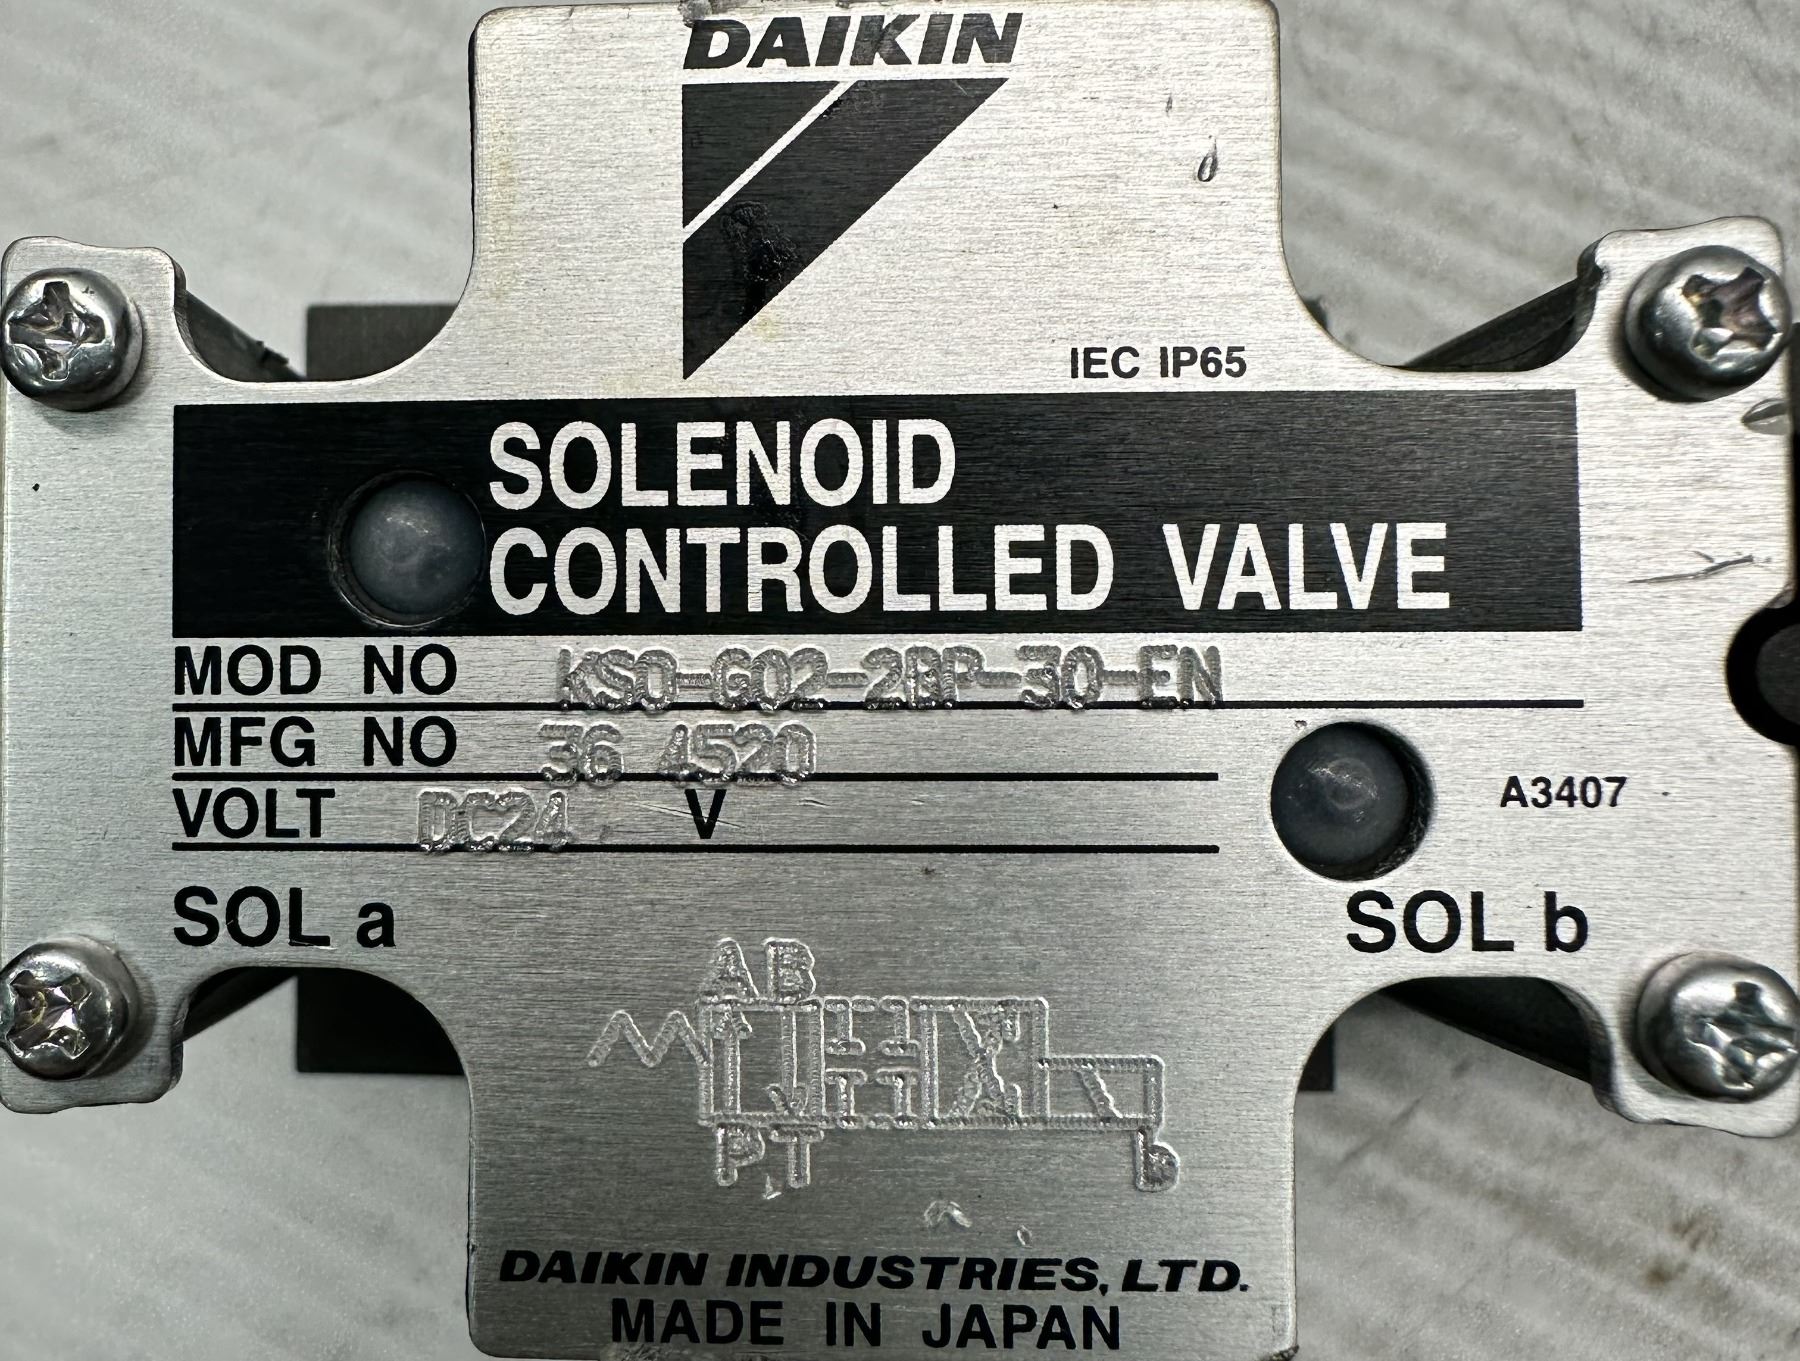 DAIKIN
IEC IP65
SOLENOID
CONTROLLED VALVE
MOD NO KSO-G02-2BP-30-EN
MFG NO 36 4520
VOLT DC24 V
A3407
SOL a
SOL b
AB
PT
b
DAIKIN INDUSTRIES, LTD.
MADE IN JAPAN